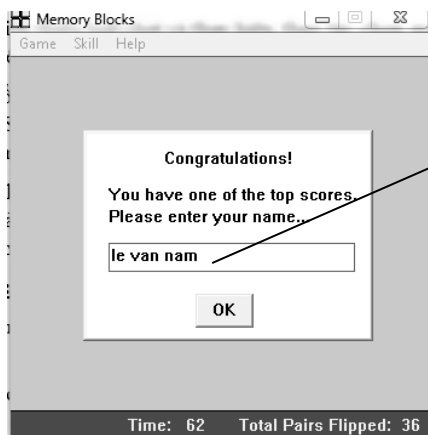 Memory Blocks
Game Skill Help
Congratulations!
You have one of the top scores.
Please enter your name...
le van nam
OK
Time: 62 Total Pairs Flipped: 36